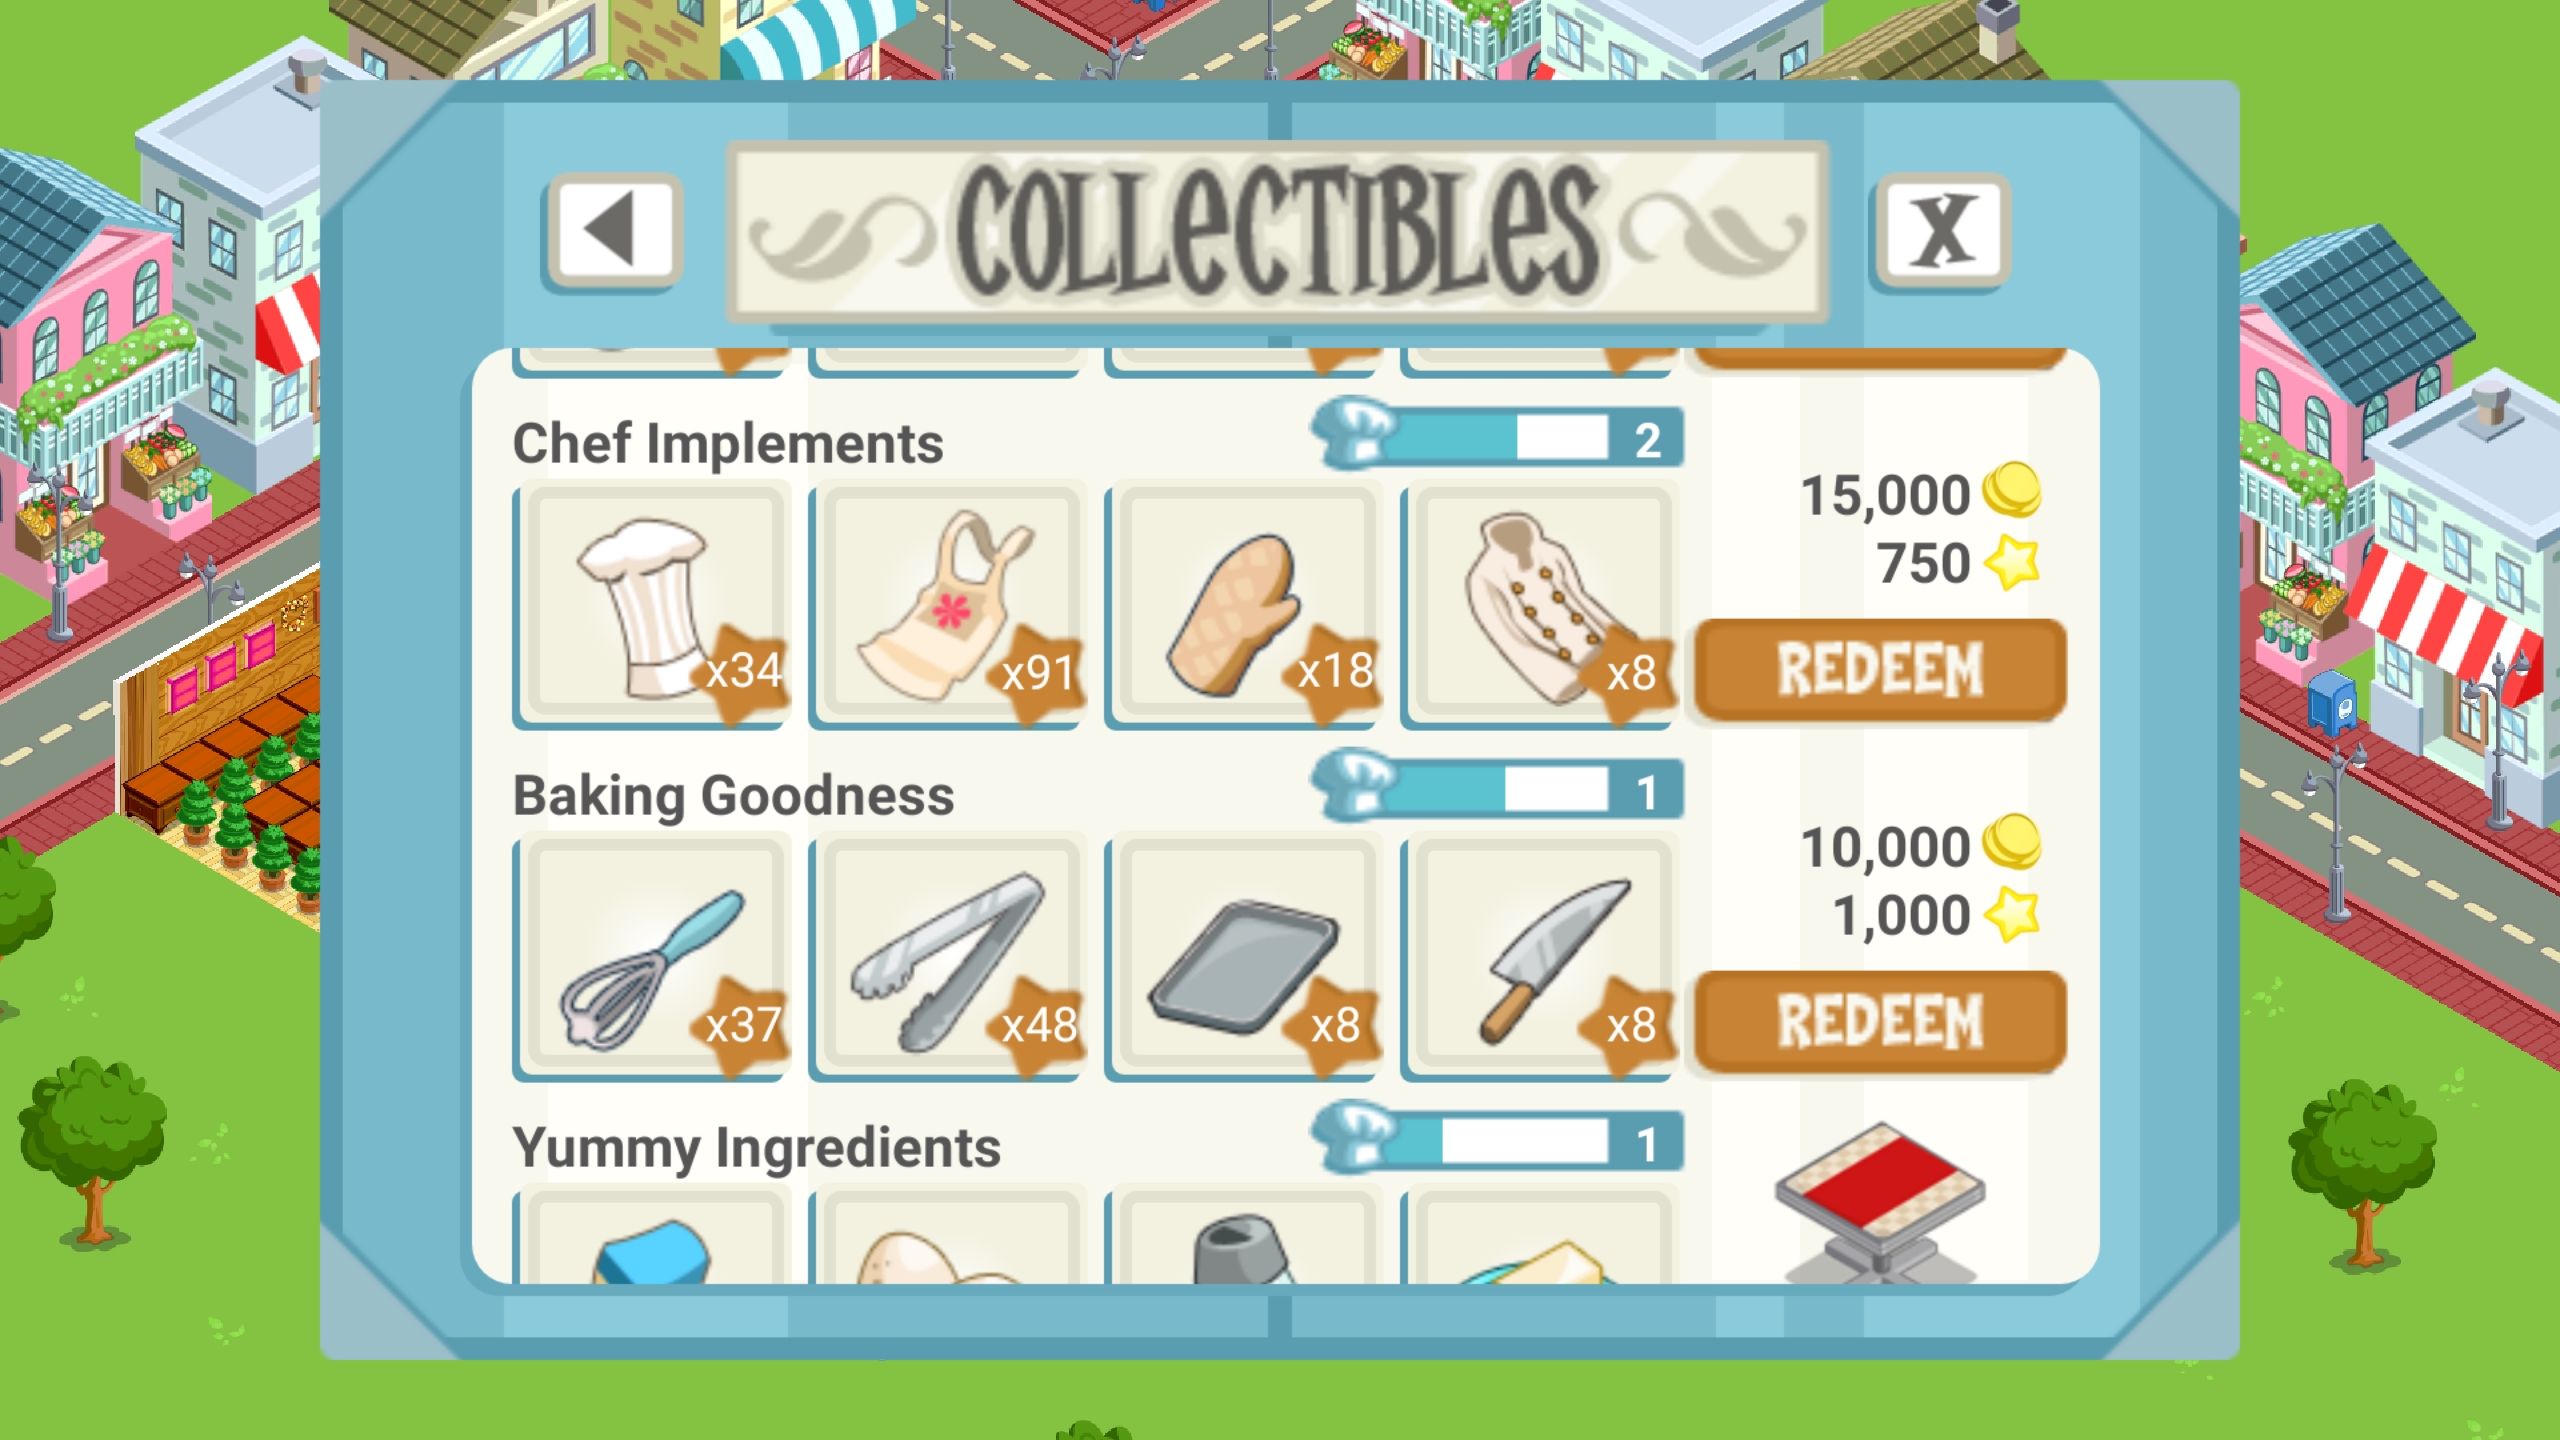 COLLECTIBLES
X
Chef Implements
2
15,000
750
x34
x91
x18
x8
REDEEM
Baking Goodness
1
10,000
1,000
x37
x48
x8
x8
REDEEM
Yummy Ingredients
1